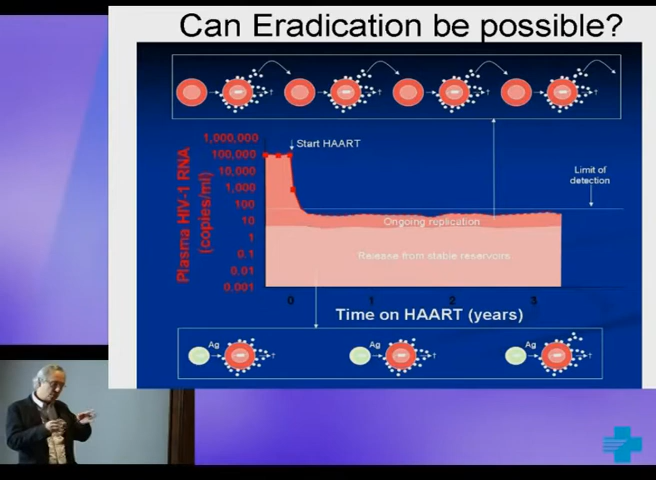 Can Eradication be possible?
Start HAART
Plasma HIV-1 RNA
(copies/ml)
1,000,000
100,000
10,000
1,000
100
10
1
0.1
0.01
0.001
Limit of
detection
Ongoing replication
Release from stable reservoirs
0 1 2 3
Time on HAART (years)
Ag Ag Ag